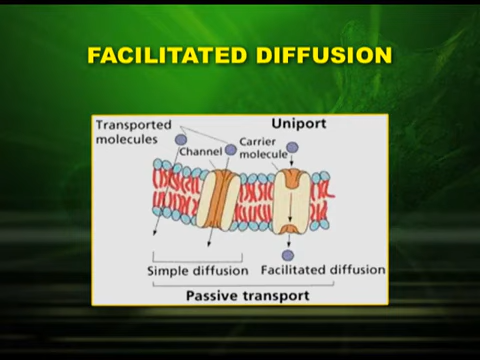 FACILITATED DIFFUSION
Transported
molecules
Uniport
Channel
Carrier
molecule
Simple diffusion
Facilitated diffusion
Passive transport